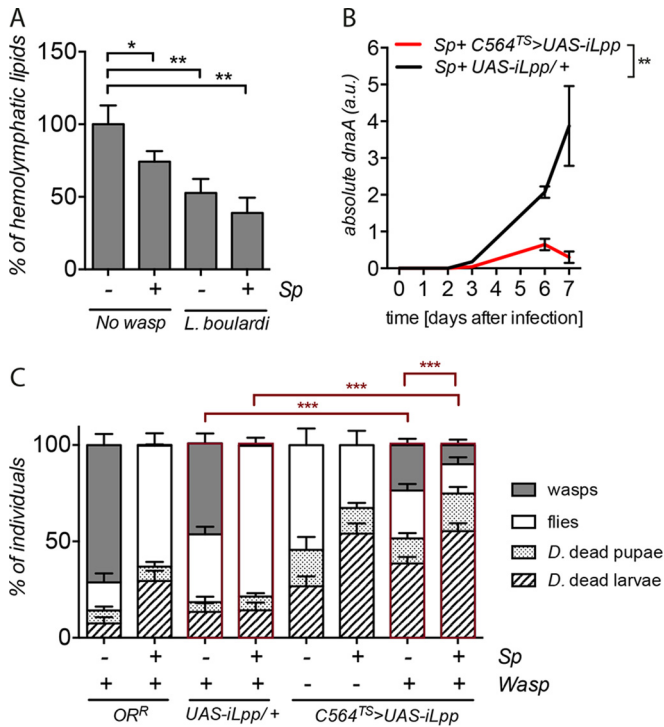 A
% of hemolymphatic lipids
150
100
50
0
*
**
**
- + - + Sp
No wasp L. boulardi
B
absolute dnaA (a.u.)
6
5
4
3
2
1
0
Sp+ C564TS>UAS-iLpp
Sp+ UAS-iLpp/ +
**
0 1 2 3 4 5 6 7
time [days after infection]
C
% of individuals
100
50
0
***
***
***
wasps
flies
D. dead pupae
D. dead larvae
- + - + - + - + Sp
+ + + + - - + + Wasp
ORR UAS-iLpp/ + C564TS>UAS-iLpp